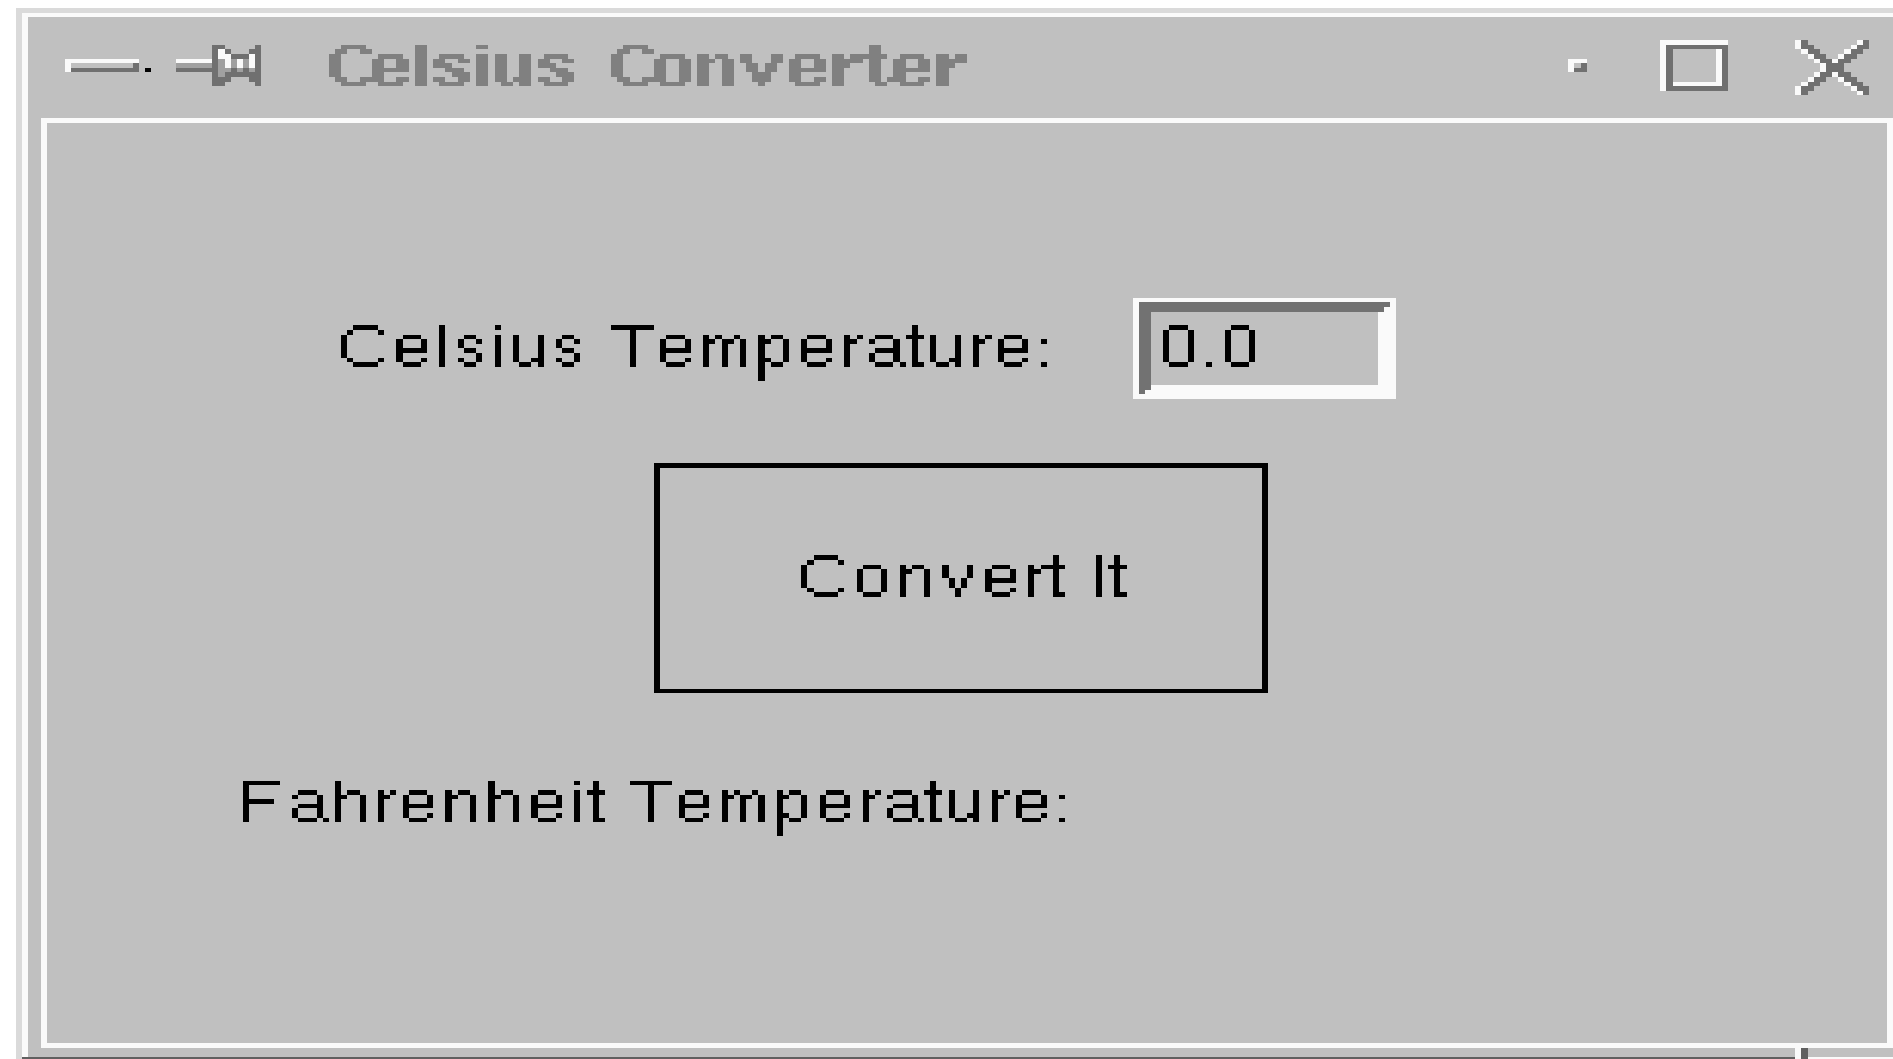 Celsius Converter
Celsius Temperature: 0.0
Convert It
Fahrenheit Temperature: